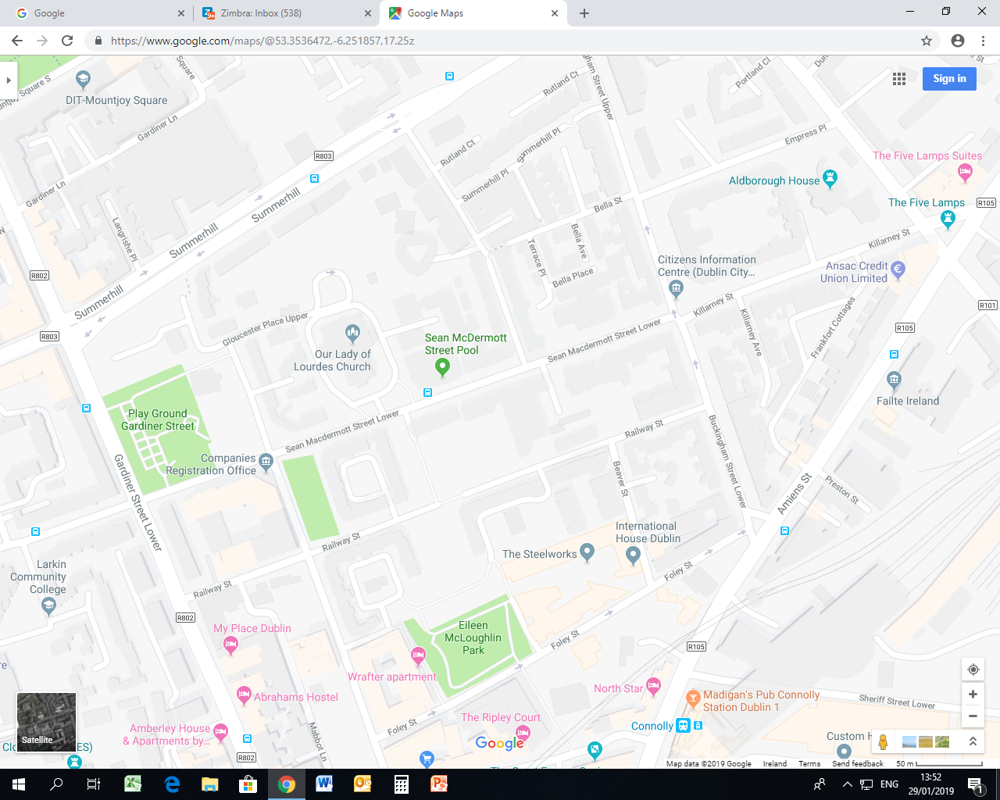 Google
Zimbra: Inbox (538)
Google Maps
https://www.google.com/maps/@53.3536472,-6.251857,17.25z
Sign in
DIT-Mountjoy Square
Square S
Square
Gardiner Ln
Gardiner Ln
Langrishe Pl
R803
Summerhill
Summerhill
Summerhill
R802
R803
Rutland Ct
Rutland Ct
Summerhill Pl
Summerhill Pl
Street Upper
Portland Cl
Empress Pl
The Five Lamps Suites
Aldborough House
The Five Lamps
R105
Bella St
Bella Ave
Terrace Pl
Bella Place
Killarney St
Citizens Information
Centre (Dublin City...
Ansac Credit
Union Limited
R101
Killarney St
Killarney Ave
Frankfort Cottages
R105
Gloucester Place Upper
Our Lady of
Lourdes Church
Sean McDermott
Street Pool
Sean Macdermott Street Lower
Failte Ireland
Play Ground
Gardiner Street
Sean Macdermott Street Lower
Companies
Registration Office
Railway St
Buckingham Street Lower
Beaver St
Amiens St
Preston St
Gardiner Street Lower
Railway St
International
House Dublin
The Steelworks
Foley St
Larkin
Community
College
Railway St
R802
My Place Dublin
Eileen
McLoughlin
Park
Foley St
R105
Wrafter apartment
Abrahams Hostel
North Star
Madigan's Pub Connolly
Station Dublin 1
Sheriff Street Lower
Amberley House
& Apartments by...
Mabbot Ln
Foley St
The Ripley Court
Connolly
Custom H
Satellite
R802
Google
Map data ©2019 Google
Ireland
Terms
Send feedback
50 m
ENG
13:52
29/01/2019
1